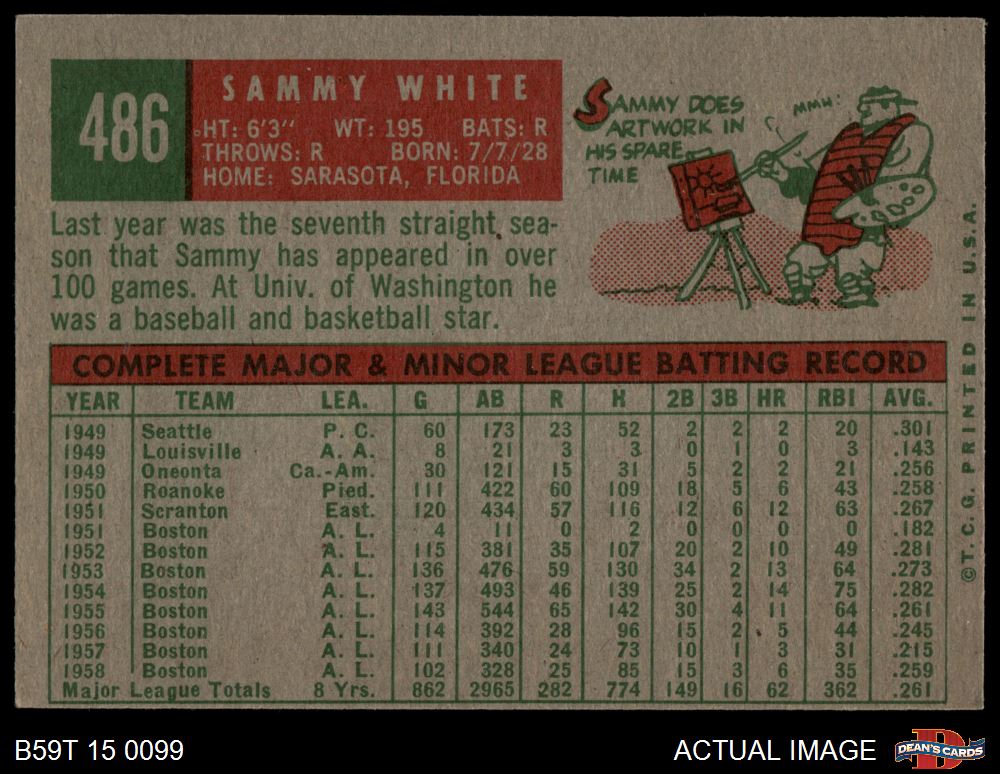 486
SAMMY WHITE
HT: 6'3" WT: 195 BATS: R
THROWS: R BORN: 7/7/28
HOME: SARASOTA, FLORIDA
SAMMY DOES
ARTWORK IN
HIS SPARE
TIME
MMH!
Last year was the seventh straight sea-
son that Sammy has appeared in over
100 games. At Univ. of Washington he
was a baseball and basketball star.
COMPLETE MAJOR & MINOR LEAGUE BATTING RECORD
YEAR TEAM LEA. G AB R H 2B 3B HR RBI AVG.
1949 Seattle P. C. 60 173 23 52 2 2 2 20 .301
1949 Louisville A. A. 8 21 3 3 0 1 0 3 .143
1949 Oneonta Ca.-Am. 30 121 15 31 5 2 2 21 .256
1950 Roanoke Pied. 111 422 60 109 18 5 6 43 .258
1951 Scranton East. 120 434 57 116 12 6 12 63 .267
1951 Boston A. L. 4 11 0 2 0 0 0 0 .182
1952 Boston A. L. 115 381 35 107 20 2 10 49 .281
1953 Boston A. L. 136 476 59 130 34 2 13 64 .273
1954 Boston A. L. 137 493 46 139 25 2 14 75 .282
1955 Boston A. L. 143 544 65 142 30 4 11 64 .261
1956 Boston A. L. 114 392 28 96 15 2 5 44 .245
1957 Boston A. L. 111 340 24 73 10 1 3 31 .215
1958 Boston A. L. 102 328 25 85 15 3 6 35 .259
Major League Totals 8 Yrs. 862 2965 282 774 149 16 62 362 .261
©T.C.G. PRINTED IN U.S.A.
B59T 15 0099
ACTUAL IMAGE
DEAN'S CARDS